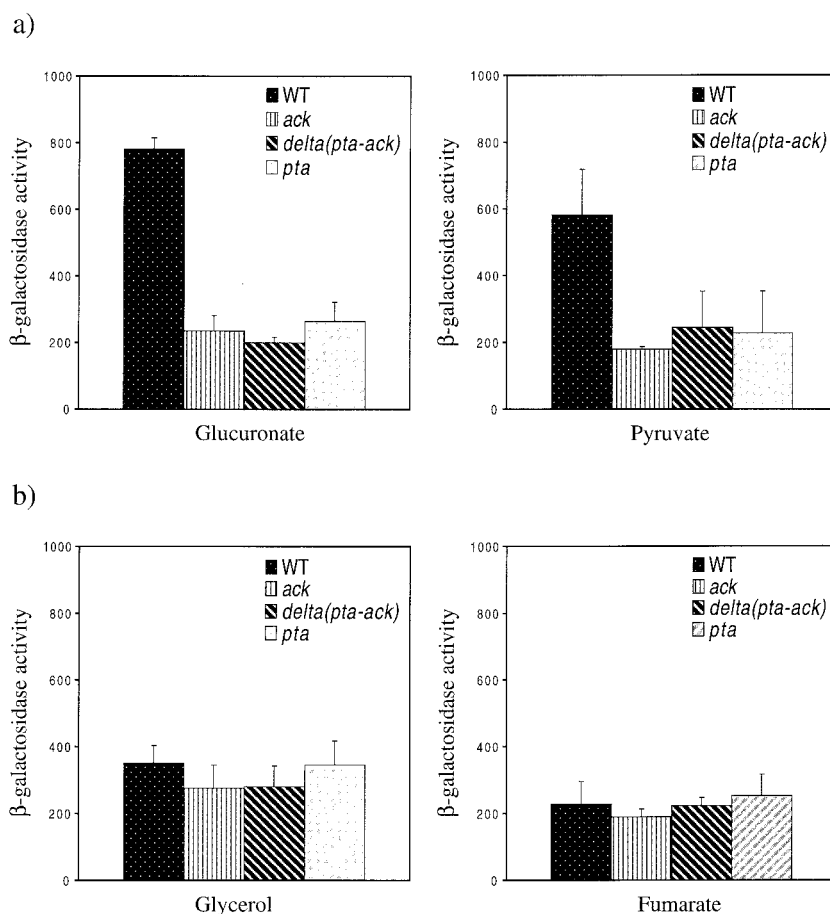 a)
β-galactosidase activity
1000
800
600
400
200
0
WT
ack
delta(pta-ack)
pta
Glucuronate
β-galactosidase activity
1000
800
600
400
200
0
WT
ack
delta(pta-ack)
pta
Pyruvate
b)
β-galactosidase activity
1000
800
600
400
200
0
WT
ack
delta(pta-ack)
pta
Glycerol
β-galactosidase activity
1000
800
600
400
200
0
WT
ack
delta(pta-ack)
pta
Fumarate